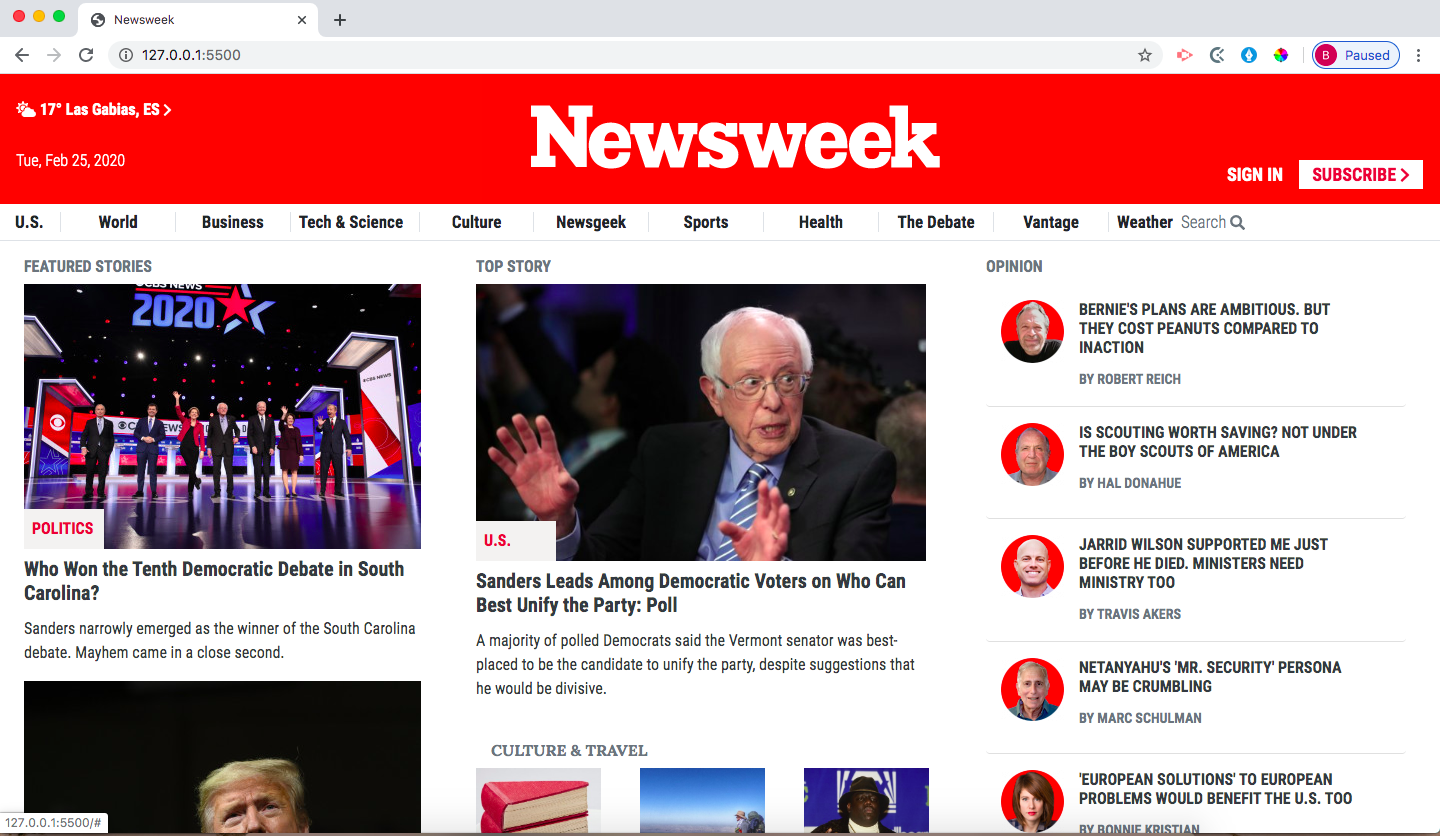 Newsweek
127.0.0.1:5500
B
Paused
17° Las Gabias, ES
Tue, Feb 25, 2020
Newsweek
SIGN IN
SUBSCRIBE
U.S.
World
Business
Tech & Science
Culture
Newsgeek
Sports
Health
The Debate
Vantage
Weather
Search
FEATURED STORIES
CBS NEWS
2020
CBS NEWS
POLITICS
Who Won the Tenth Democratic Debate in South
Carolina?
Sanders narrowly emerged as the winner of the South Carolina
debate. Mayhem came in a close second.
TOP STORY
U.S.
Sanders Leads Among Democratic Voters on Who Can
Best Unify the Party: Poll
A majority of polled Democrats said the Vermont senator was best-
placed to be the candidate to unify the party, despite suggestions that
he would be divisive.
CULTURE & TRAVEL
OPINION
BERNIE'S PLANS ARE AMBITIOUS. BUT
THEY COST PEANUTS COMPARED TO
INACTION
BY ROBERT REICH
IS SCOUTING WORTH SAVING? NOT UNDER
THE BOY SCOUTS OF AMERICA
BY HAL DONAHUE
JARRID WILSON SUPPORTED ME JUST
BEFORE HE DIED. MINISTERS NEED
MINISTRY TOO
BY TRAVIS AKERS
NETANYAHU'S 'MR. SECURITY' PERSONA
MAY BE CRUMBLING
BY MARC SCHULMAN
'EUROPEAN SOLUTIONS' TO EUROPEAN
PROBLEMS WOULD BENEFIT THE U.S. TOO
BY BONNIE KRISTIAN
127.0.0.1:5500/#